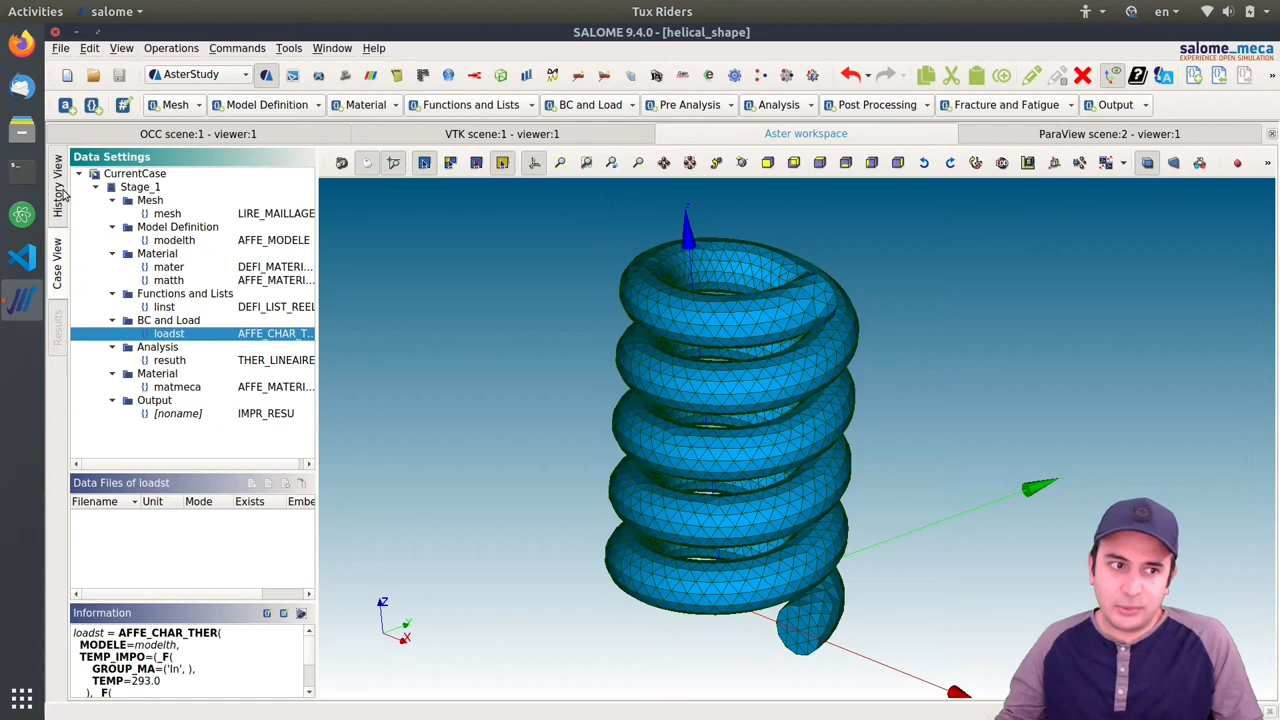 Activities
salome
Tux Riders
en
SALOME 9.4.0 - [helical_shape]
File Edit View Operations Commands Tools Window Help
salome_meca
EXPERIENCE OPEN SIMULATION
AsterStudy
Mesh Model Definition Material Functions and Lists BC and Load Pre Analysis Analysis Post Processing Fracture and Fatigue Output
OCC scene:1 - viewer:1 VTK scene:1 - viewer:1 Aster workspace ParaView scene:2 - viewer:1
History View
Case View
Results
Data Settings
CurrentCase
Stage_1
Mesh
mesh LIRE_MAILLAGE
Model Definition
modelth AFFE_MODELE
Material
mater DEFI_MATERI...
matth AFFE_MATERI...
Functions and Lists
linst DEFI_LIST_REEL
BC and Load
loadst AFFE_CHAR_T...
Analysis
resuth THER_LINEAIRE
Material
matmeca AFFE_MATERI...
Output
[noname] IMPR_RESU
Data Files of loadst
Filename Unit Mode Exists Embe
Information
loadst = AFFE_CHAR_THER(
MODELE=modelth,
TEMP_IMPO=(_F(
GROUP_MA=('In', ),
TEMP=293.0
), _F(
Z
Y
X
z